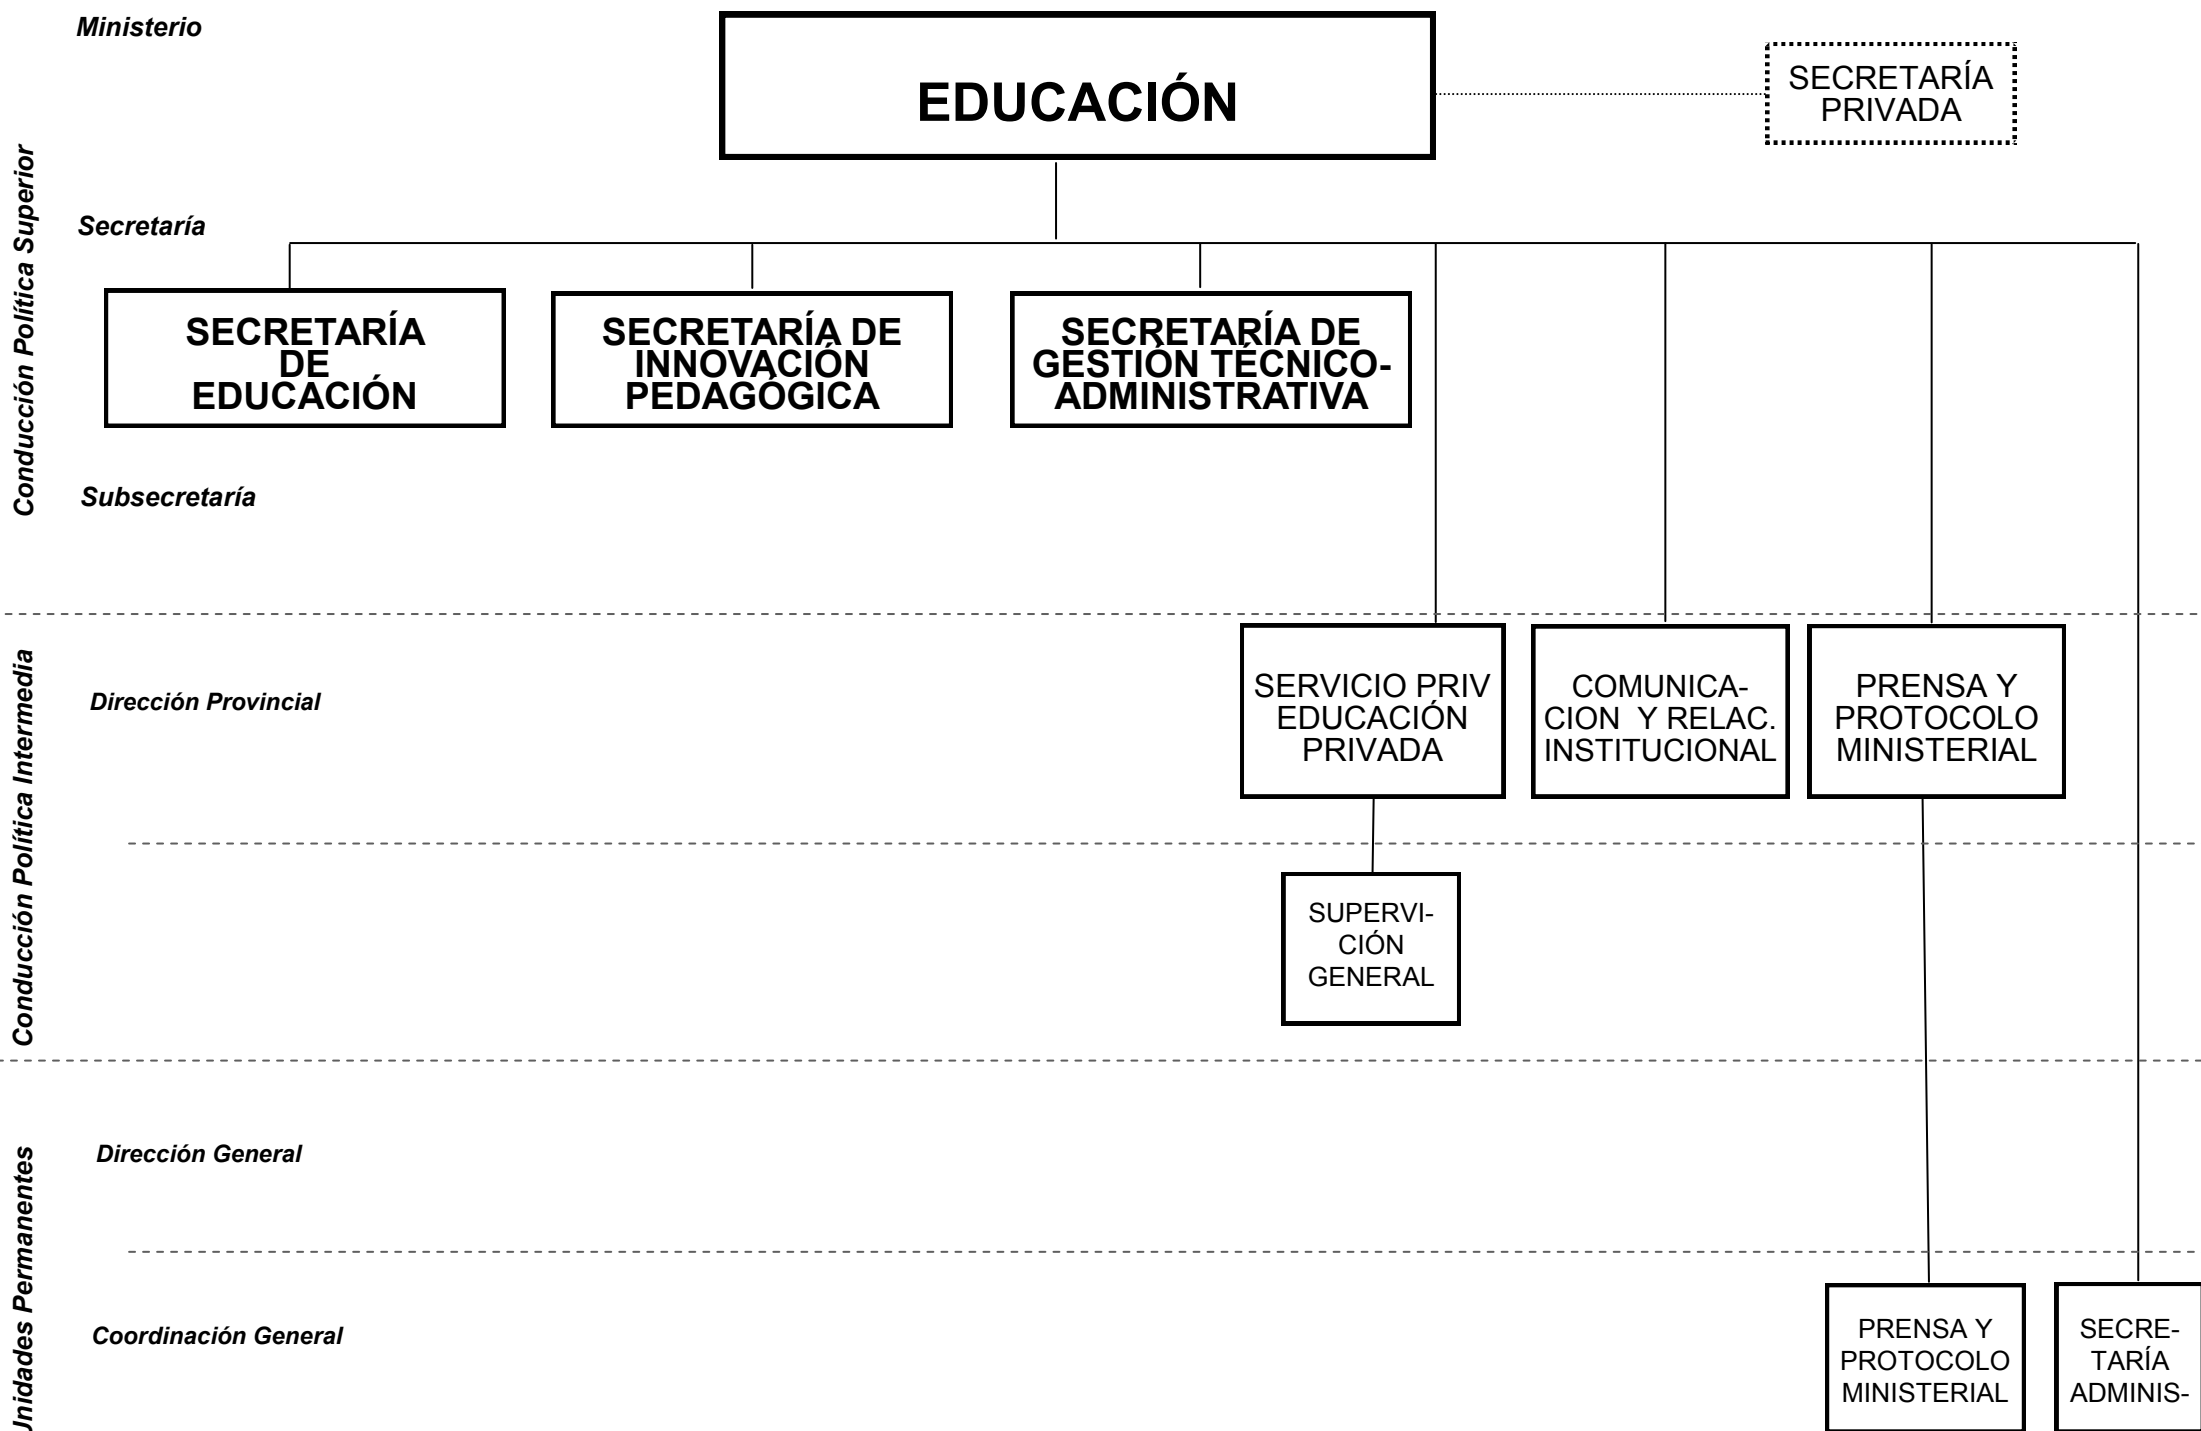 Ministerio
EDUCACIÓN
SECRETARÍA
PRIVADA
Conducción Política Superior
Secretaría
SECRETARÍA
DE
EDUCACIÓN
SECRETARÍA DE
INNOVACIÓN
PEDAGÓGICA
SECRETARÍA DE
GESTIÓN TÉCNICO-
ADMINISTRATIVA
Subsecretaría
Conducción Política Intermedia
Dirección Provincial
SERVICIO PRIV
EDUCACIÓN
PRIVADA
COMUNICA-
CION Y RELAC.
INSTITUCIONAL
PRENSA Y
PROTOCOLO
MINISTERIAL
SUPERVI-
CIÓN
GENERAL
Unidades Permanentes
Dirección General
Coordinación General
PRENSA Y
PROTOCOLO
MINISTERIAL
SECRE-
TARÍA
ADMINIS-